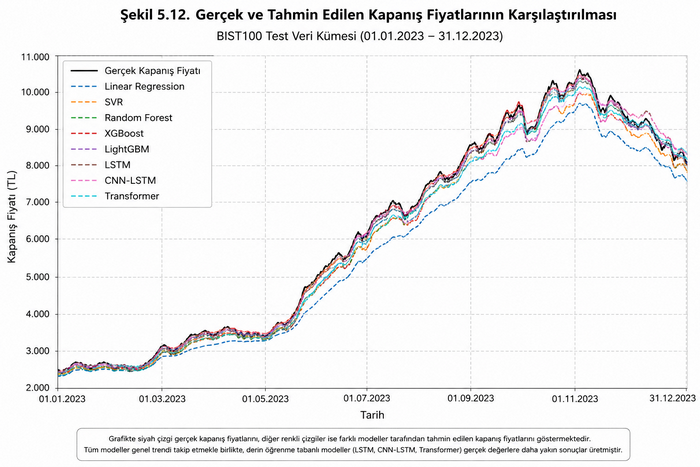 Şekil 5.12. Gerçek ve Tahmin Edilen Kapanış Fiyatlarının Karşılaştırılması
BIST100 Test Veri Kümesi (01.01.2023 – 31.12.2023)
Gerçek Kapanış Fiyatı
Linear Regression
SVR
Random Forest
XGBoost
LightGBM
LSTM
CNN-LSTM
Transformer
Kapanış Fiyatı (TL)
11.000
10.000
9.000
8.000
7.000
6.000
5.000
4.000
3.000
2.000
01.01.2023 01.03.2023 01.05.2023 01.07.2023 01.09.2023 01.11.2023 31.12.2023
Tarih
Grafikte siyah çizgi gerçek kapanış fiyatlarını, diğer renkli çizgiler ise farklı modeller tarafından tahmin edilen kapanış fiyatlarını göstermektedir.
Tüm modeller genel trendi takip etmekle birlikte, derin öğrenme tabanlı modeller (LSTM, CNN-LSTM, Transformer) gerçek değerlere daha yakın sonuçlar üretmiştir.